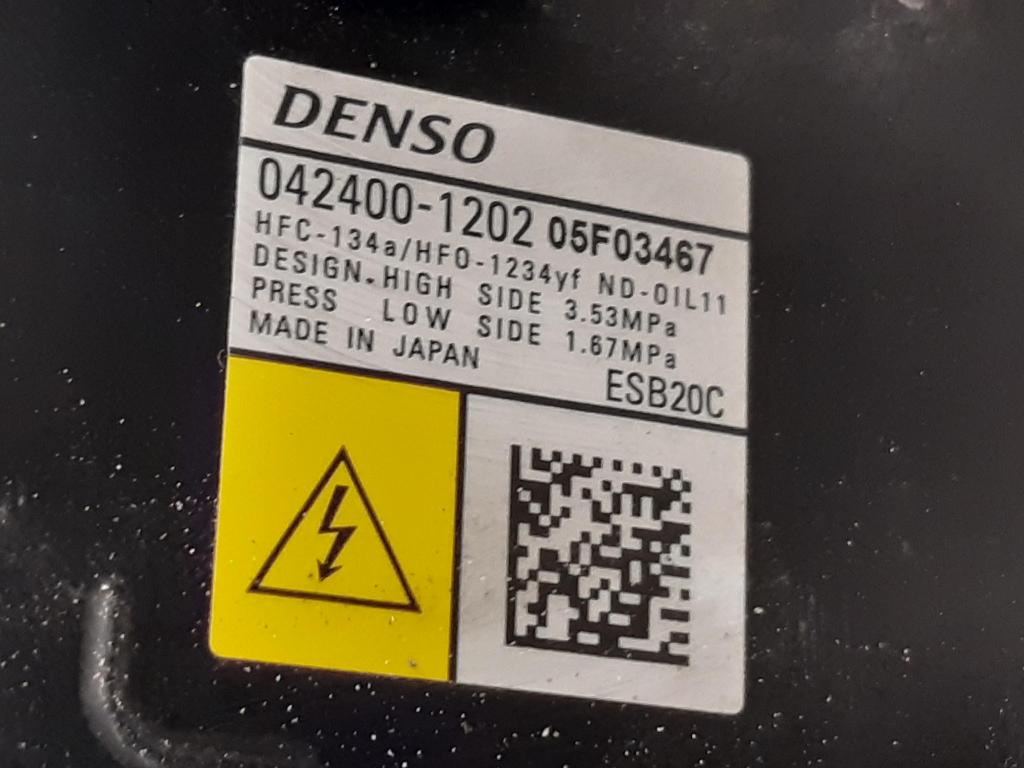 DENSO
042400-1202 05F03467
HFC-134a/HFO-1234yf ND-OIL11
DESIGN-HIGH SIDE 3.53MPa
PRESS LOW SIDE 1.67MPa
MADE IN JAPAN ESB20C